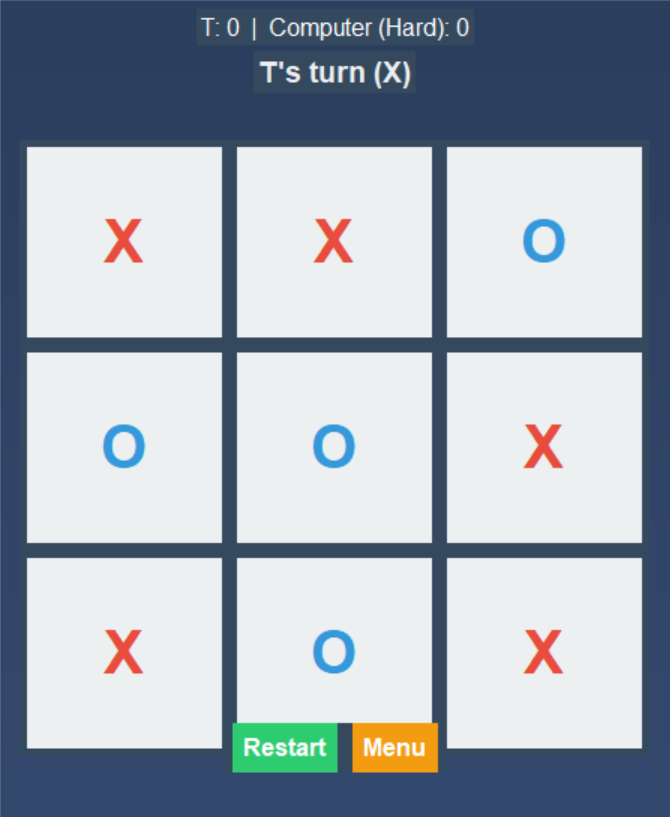 T: 0 | Computer (Hard): 0
T's turn (X)
X X O
O O X
X O X
Restart Menu